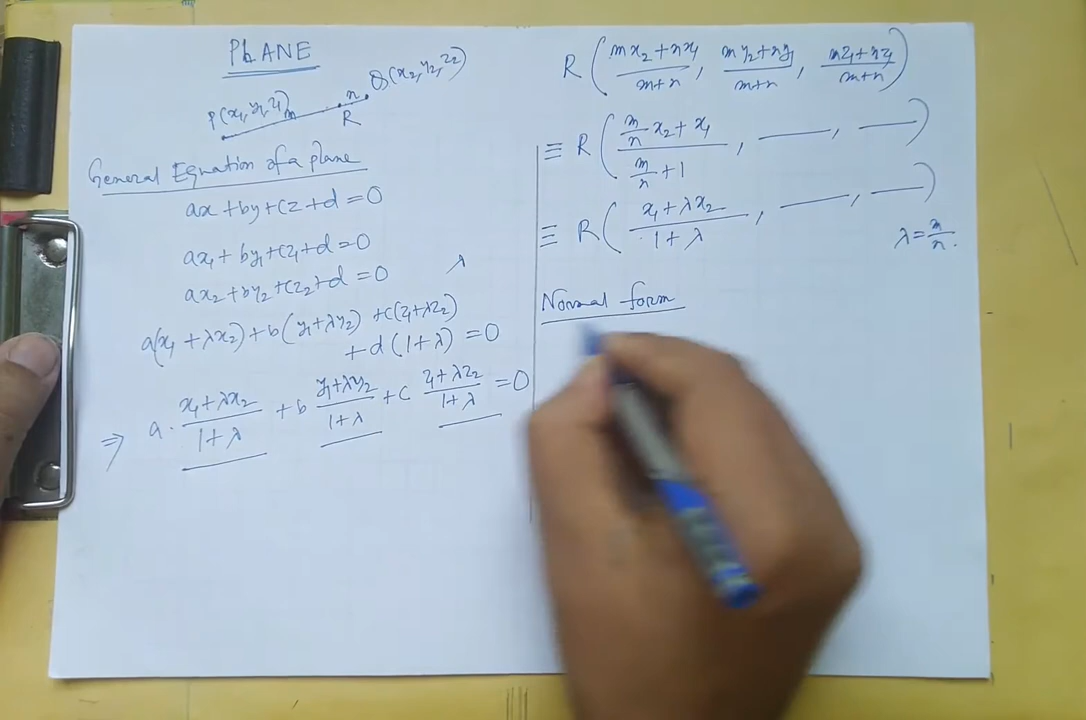 PLANE
P(x₁, y₁, z₁) m n Q(x₂, y₂, z₂)
R
General Equation of a plane
ax + by + cz + d = 0
ax₁ + by₁ + cz₁ + d = 0
ax₂ + by₂ + cz₂ + d = 0
λ
a(x₁ + λx₂) + b(y₁ + λy₂) + c(z₁ + λz₂)
+ d(1+λ) = 0
⇒ a. (x₁ + λx₂)/(1+λ) + b (y₁ + λy₂)/(1+λ) + c (z₁ + λz₂)/(1+λ) = 0
R( (mx₂ + nx₁)/(m+n), (my₂ + ny₁)/(m+n), (mz₂ + nz₁)/(m+n) )
≡ R( (m/n x₂ + x₁)/(m/n + 1), ——, —— )
≡ R( (x₁ + λx₂)/(1+λ), ——, —— )
λ = m/n.
Normal form